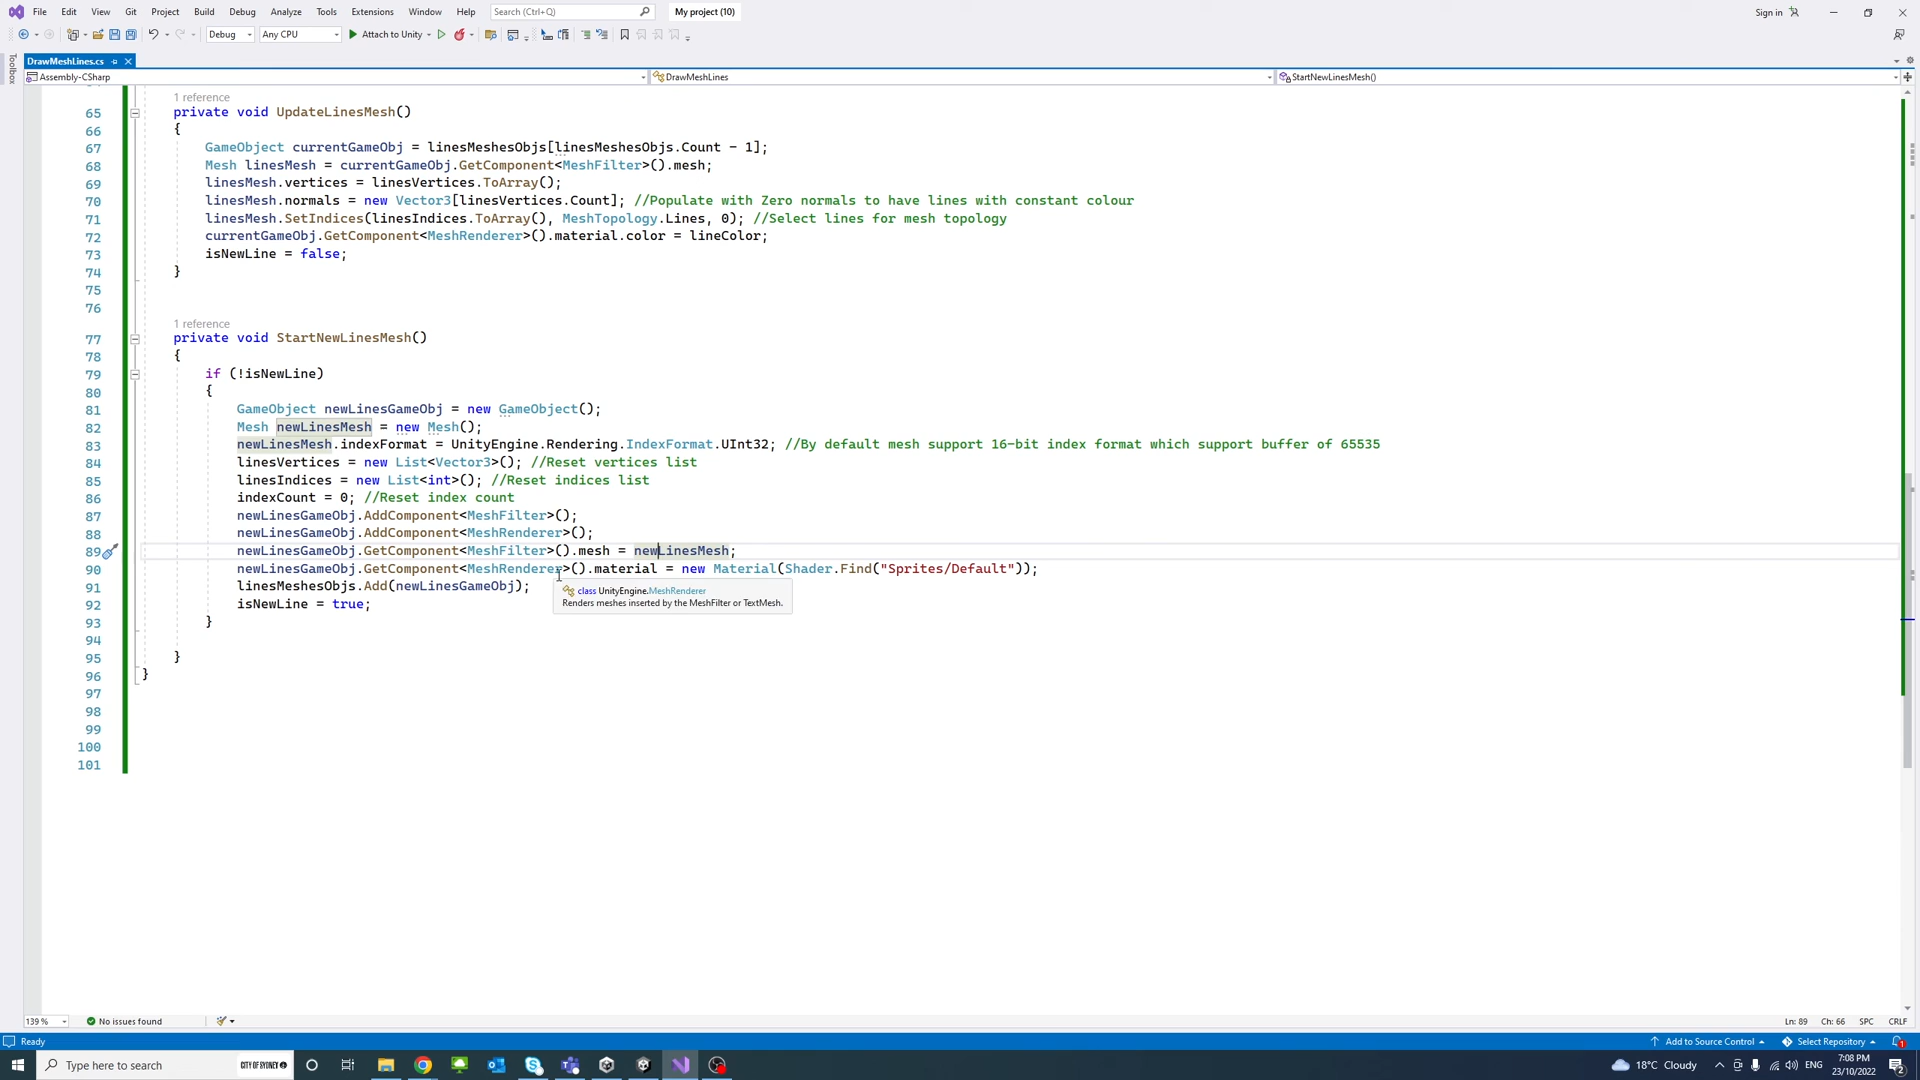 File Edit View Git Project Build Debug Analyze Tools Extensions Window Help Search (Ctrl+Q) My project (10) Sign in
Debug Any CPU Attach to Unity
Toolbox
DrawMeshLines.cs
Assembly-CSharp DrawMeshLines StartNewLinesMesh()
1 reference
65 private void UpdateLinesMesh()
66 {
67 GameObject currentGameObj = linesMeshesObjs[linesMeshesObjs.Count - 1];
68 Mesh linesMesh = currentGameObj.GetComponent<MeshFilter>().mesh;
69 linesMesh.vertices = linesVertices.ToArray();
70 linesMesh.normals = new Vector3[linesVertices.Count]; //Populate with Zero normals to have lines with constant colour
71 linesMesh.SetIndices(linesIndices.ToArray(), MeshTopology.Lines, 0); //Select lines for mesh topology
72 currentGameObj.GetComponent<MeshRenderer>().material.color = lineColor;
73 isNewLine = false;
74 }
75
76
1 reference
77 private void StartNewLinesMesh()
78 {
79 if (!isNewLine)
80 {
81 GameObject newLinesGameObj = new GameObject();
82 Mesh newLinesMesh = new Mesh();
83 newLinesMesh.indexFormat = UnityEngine.Rendering.IndexFormat.UInt32; //By default mesh support 16-bit index format which support buffer of 65535
84 linesVertices = new List<Vector3>(); //Reset vertices list
85 linesIndices = new List<int>(); //Reset indices list
86 indexCount = 0; //Reset index count
87 newLinesGameObj.AddComponent<MeshFilter>();
88 newLinesGameObj.AddComponent<MeshRenderer>();
89 newLinesGameObj.GetComponent<MeshFilter>().mesh = newLinesMesh;
90 newLinesGameObj.GetComponent<MeshRenderer>().material = new Material(Shader.Find("Sprites/Default"));
91 linesMeshesObjs.Add(newLinesGameObj);
class UnityEngine.MeshRenderer
Renders meshes inserted by the MeshFilter or TextMesh.
92 isNewLine = true;
93 }
94
95 }
96 }
97
98
99
100
101
139 % No issues found Ln: 89 Ch: 66 SPC CRLF
Ready Add to Source Control Select Repository 1
Type here to search CITY OF SYDNEY 18°C Cloudy ENG 7:08 PM
23/10/2022 2